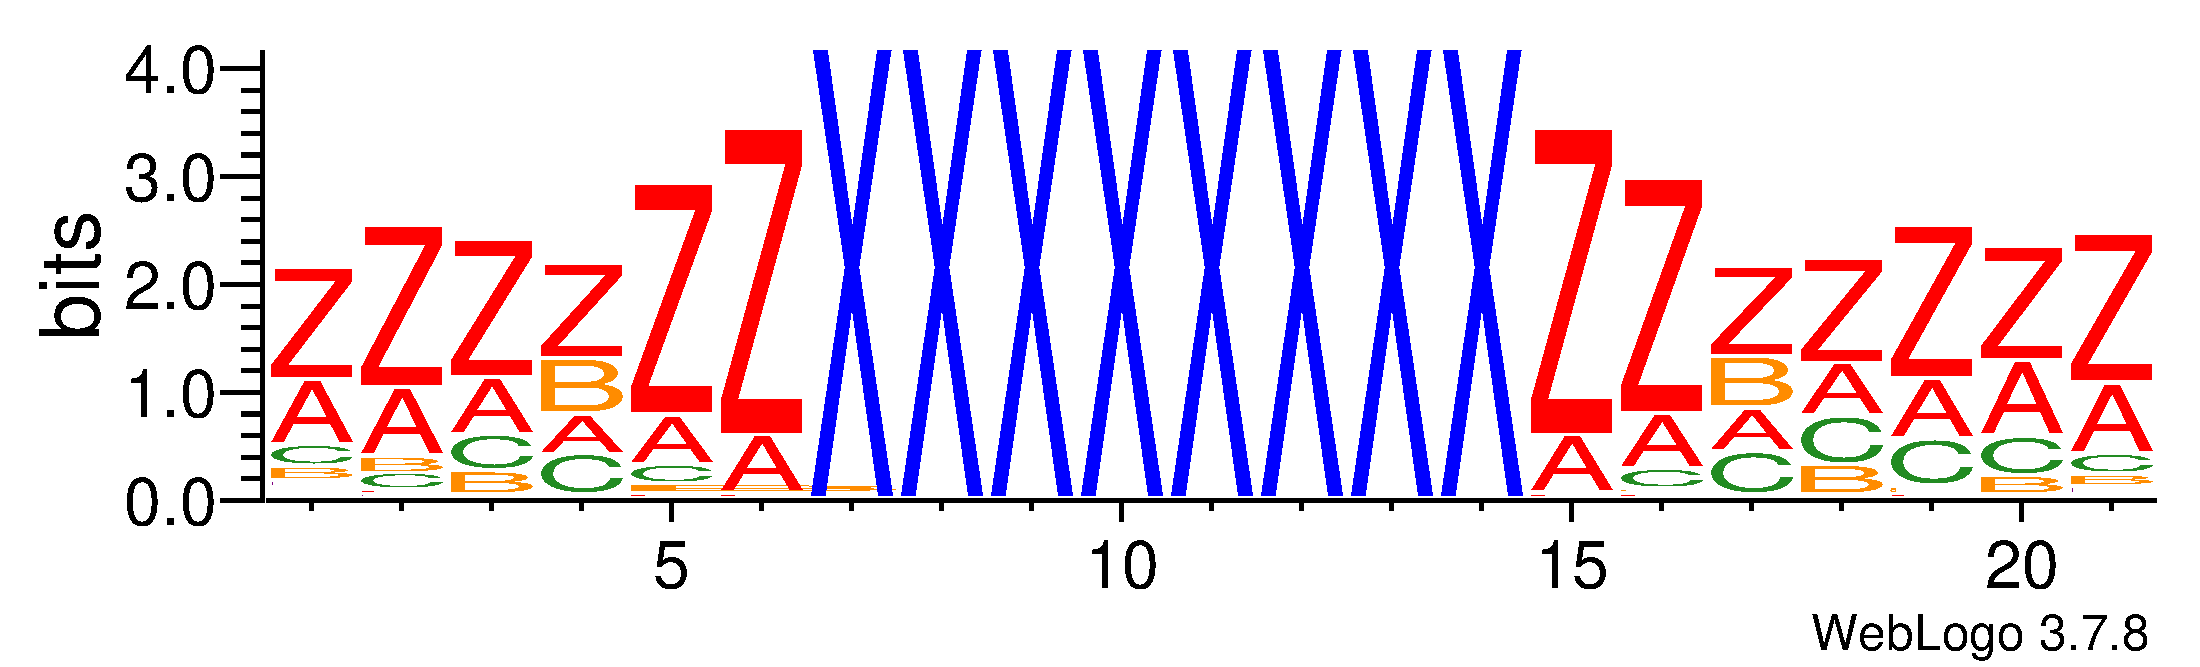 4.0
3.0
2.0
1.0
0.0
bits
Z Z Z Z Z Z W W W W W W W W Z Z Z Z Z Z Z
A A A B A A A A B A A A A
C B C A C C A C C C C
B C B C C B B B
5 10 15 20
WebLogo 3.7.8